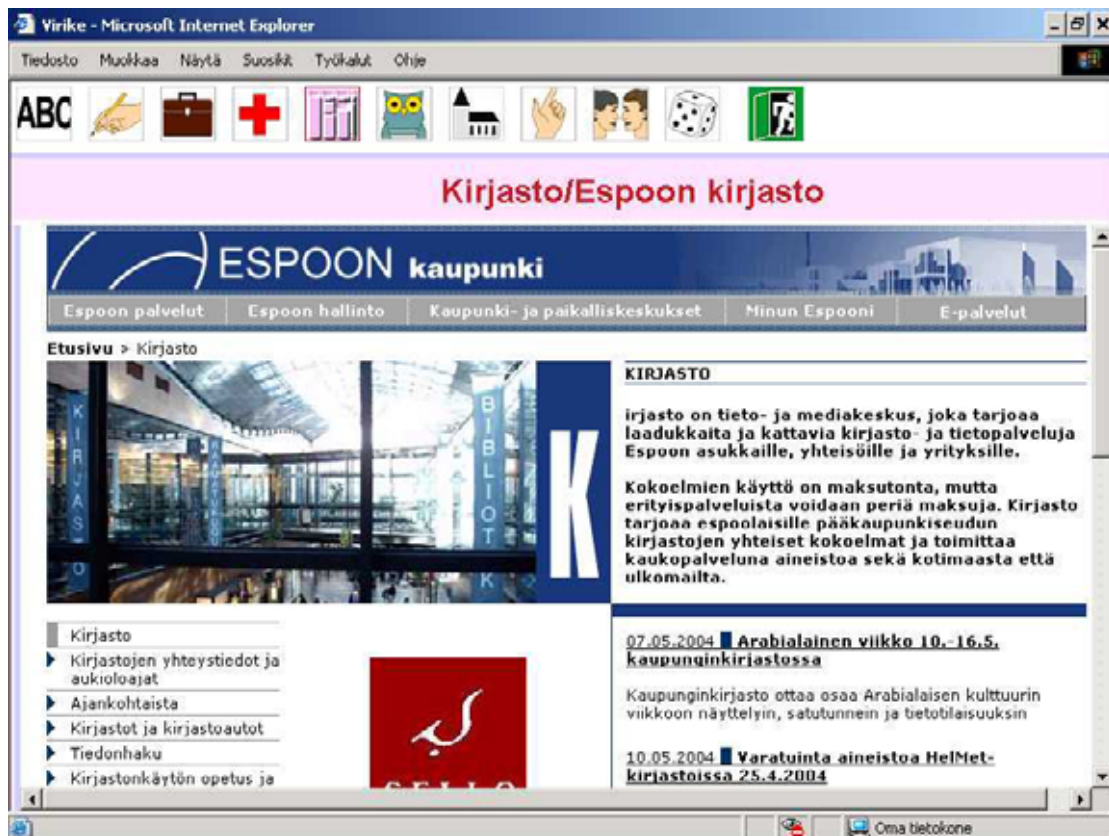 Virike - Microsoft Internet Explorer
Tiedosto Muokkaa Näytä Suosikit Työkalut Ohje
ABC
Kirjasto/Espoon kirjasto
ESPOON kaupunki
Espoon palvelut Espoon hallinto Kaupunki- ja paikalliskeskukset Minun Espooni E-palvelut
Etusivu > Kirjasto
KIRJASTO
BIBLIOTEK
K
KIRJASTO
irjasto on tieto- ja mediakeskus, joka tarjoaa
laadukkaita ja kattavia kirjasto- ja tietopalveluja
Espoon asukkaille, yhteisöille ja yrityksille.
Kokoelmien käyttö on maksutonta, mutta
erityispalveluista voidaan periä maksuja. Kirjasto
tarjoaa espoolaisille pääkaupunkiseudun
kirjastojen yhteiset kokoelmat ja toimittaa
kaukopalveluna aineistoa sekä kotimaasta että
ulkomailta.
Kirjasto
Kirjastojen yhteystiedot ja
aukioloajat
Ajankohtaista
Kirjastot ja kirjastoautot
Tiedonhaku
Kirjastonkäytön opetus ja
SELLO
07.05.2004 Arabialainen viikko 10.-16.5.
kaupunginkirjastossa
Kaupunginkirjasto ottaa osaa Arabialaisen kulttuurin
viikkoon näyttelyin, satutunnein ja tietotilaisuuksin
10.05.2004 Varatuinta aineistoa HelMet-
kirjastoissa 25.4.2004
Oma tietokone